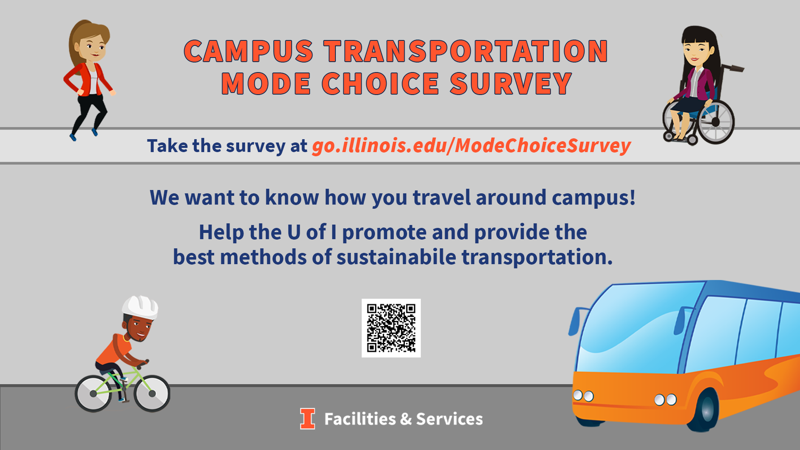 CAMPUS TRANSPORTATION
MODE CHOICE SURVEY
Take the survey at go.illinois.edu/ModeChoiceSurvey
We want to know how you travel around campus!
Help the U of I promote and provide the
best methods of sustainabile transportation.
I Facilities & Services